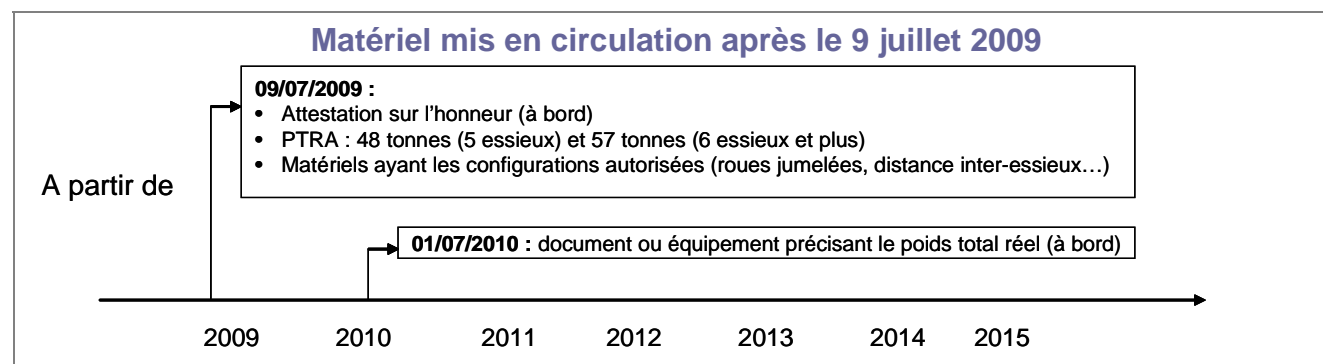 Matériel mis en circulation après le 9 juillet 2009
09/07/2009 :
• Attestation sur l'honneur (à bord)
• PTRA : 48 tonnes (5 essieux) et 57 tonnes (6 essieux et plus)
• Matériels ayant les configurations autorisées (roues jumelées, distance inter-essieux…)
A partir de
01/07/2010 : document ou équipement précisant le poids total réel (à bord)
2009 2010 2011 2012 2013 2014 2015